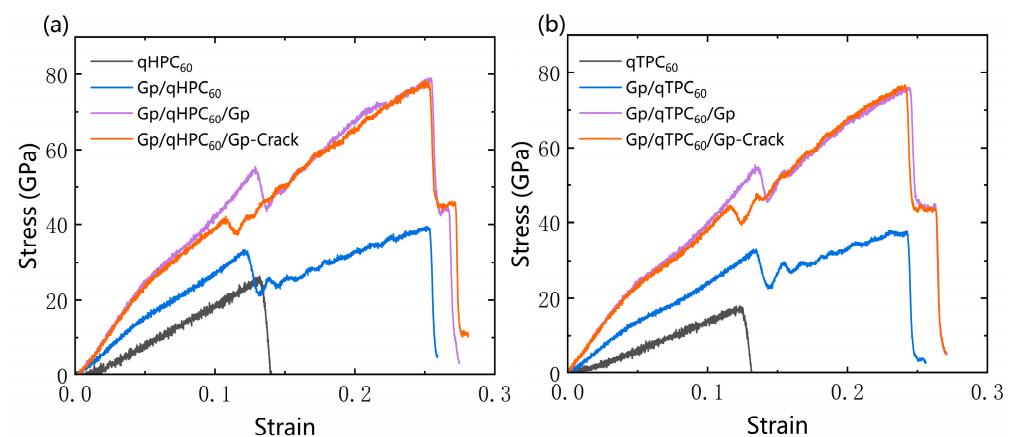 (a)
qHPC₆₀
Gp/qHPC₆₀
Gp/qHPC₆₀/Gp
Gp/qHPC₆₀/Gp-Crack
Stress (GPa)
80
60
40
20
0
0.0 0.1 0.2 0.3
Strain
(b)
qTPC₆₀
Gp/qTPC₆₀
Gp/qTPC₆₀/Gp
Gp/qTPC₆₀/Gp-Crack
Stress (GPa)
80
60
40
20
0
0.0 0.1 0.2 0.3
Strain